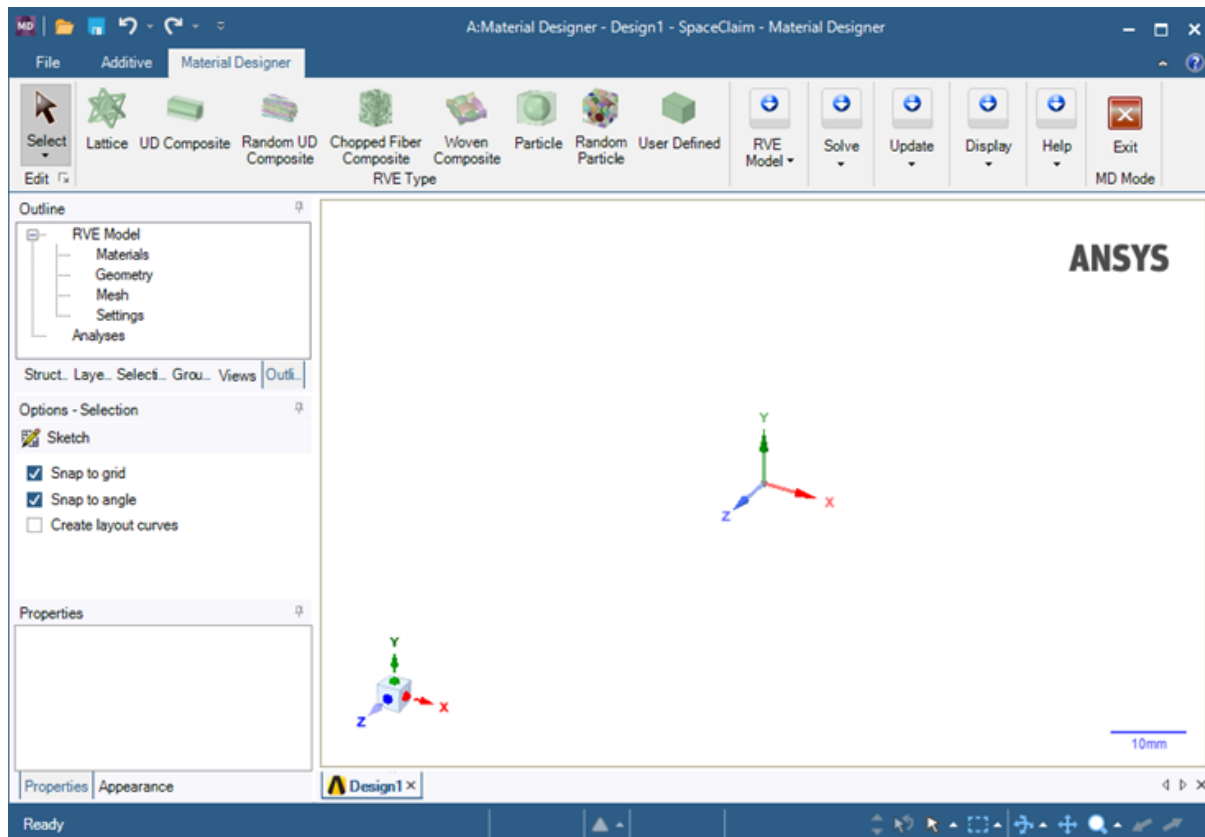 MD
A:Material Designer - Design1 - SpaceClaim - Material Designer
File Additive Material Designer
Select Lattice UD Composite Random UD Composite Chopped Fiber Composite Woven Composite Particle Random Particle User Defined RVE Model Solve Update Display Help Exit
Edit RVE Type MD Mode
Outline
RVE Model
Materials
Geometry
Mesh
Settings
Analyses
Struct... Laye... Selecti... Grou... Views Outli...
Options - Selection
Sketch
Snap to grid
Snap to angle
Create layout curves
Properties
Properties Appearance
ANSYS
Y
X
Z
Y
X
Z
10mm
Design1
Ready